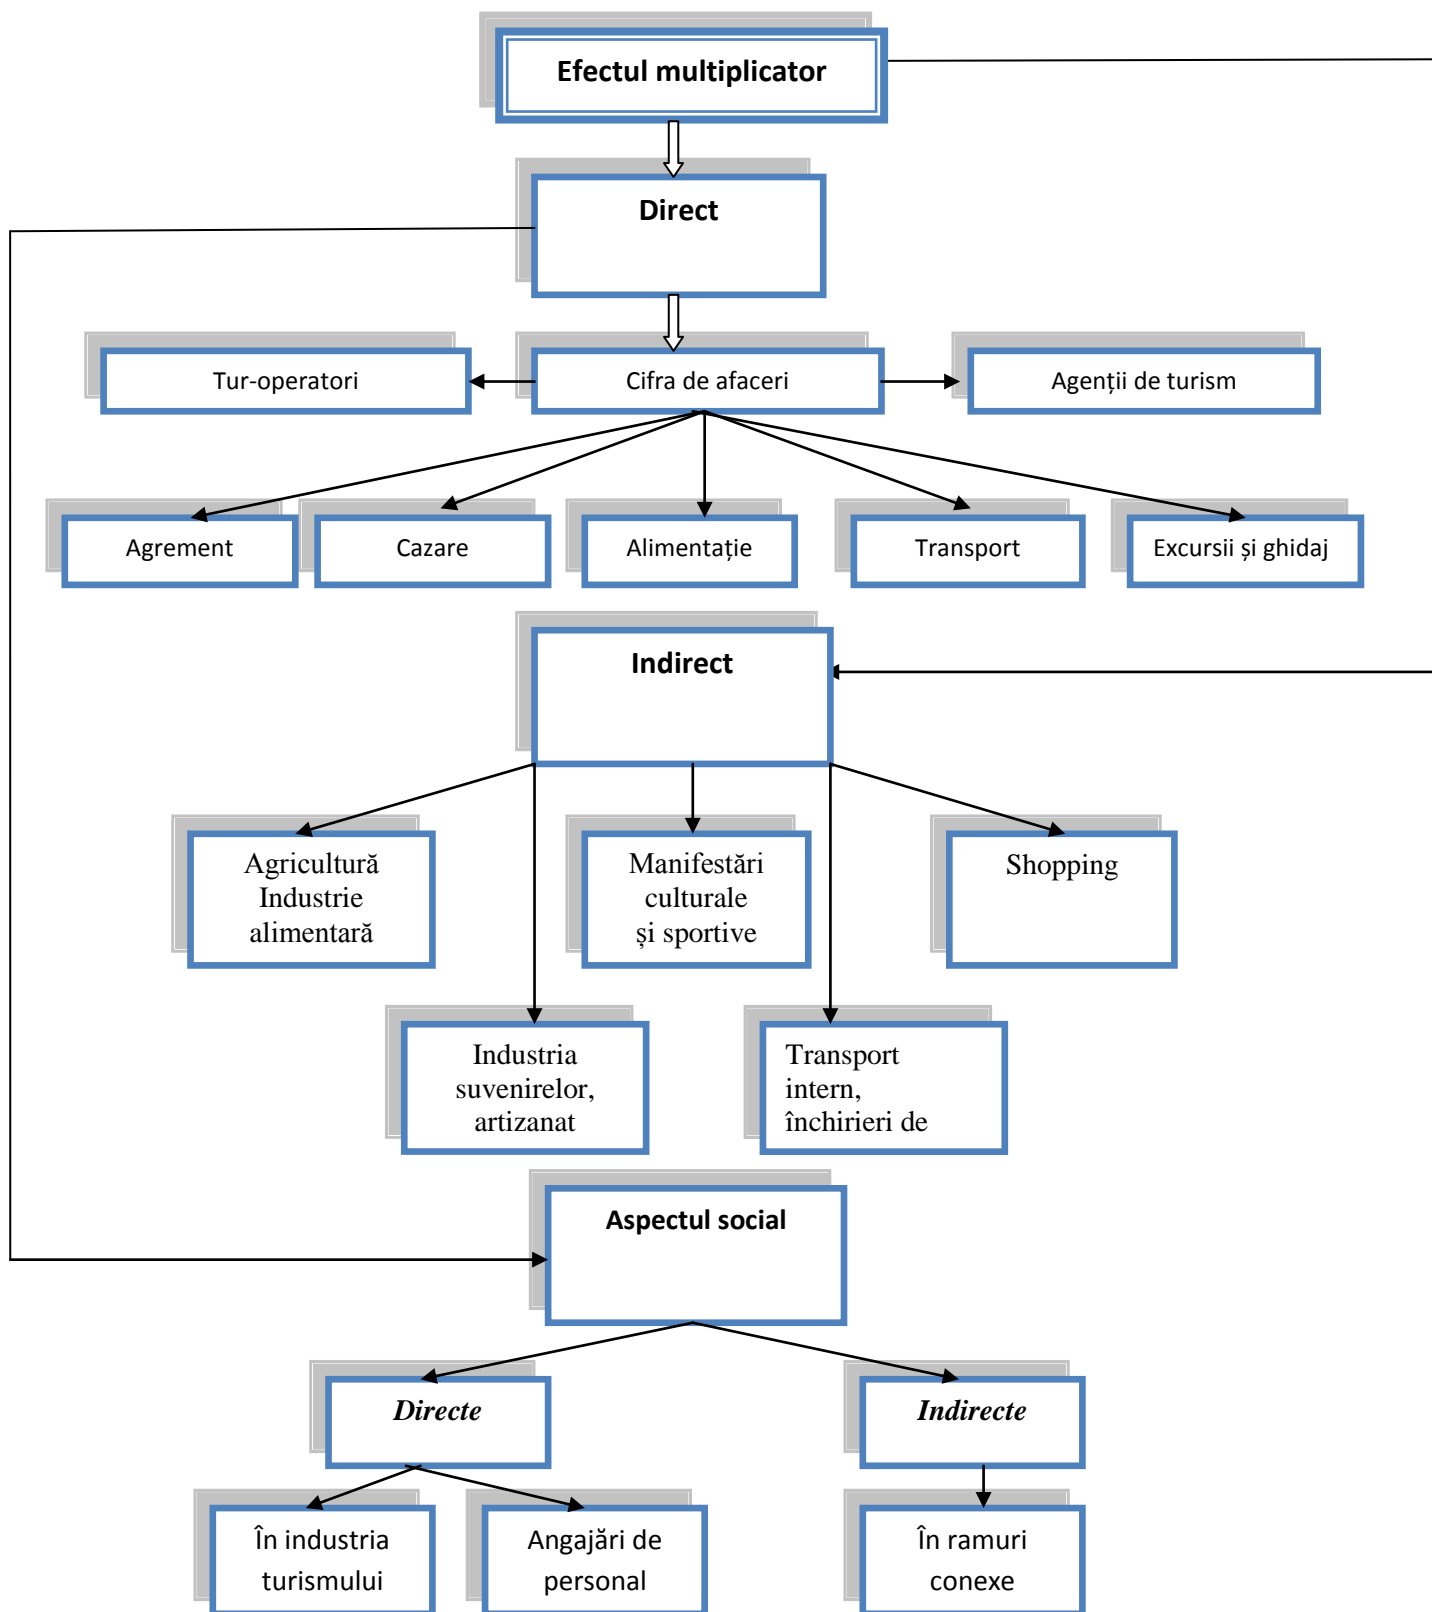 Efectul multiplicator
Direct
Tur-operatori
Cifra de afaceri
Agenții de turism
Agrement
Cazare
Alimentație
Transport
Excursii și ghidaj
Indirect
Agricultură
Industrie
alimentară
Manifestări
culturale
și sportive
Shopping
Industria
suvenirelor,
artizanat
Transport
intern,
închirieri de
Aspectul social
Directe
Indirecte
În industria
turismului
Angajări de
personal
În ramuri
conexe